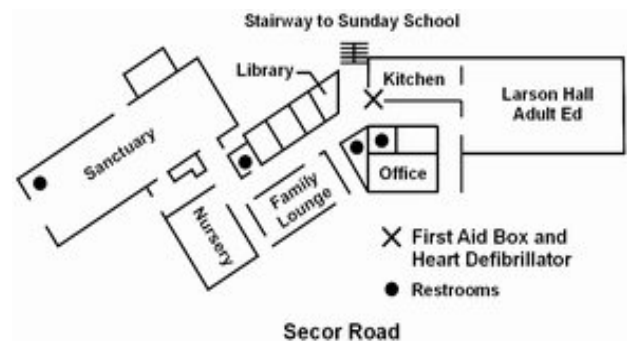 Stairway to Sunday School
Library
Kitchen
Larson Hall
Adult Ed
Sanctuary
Office
Family
Lounge
Nursery
First Aid Box and
Heart Defibrillator
Restrooms
Secor Road